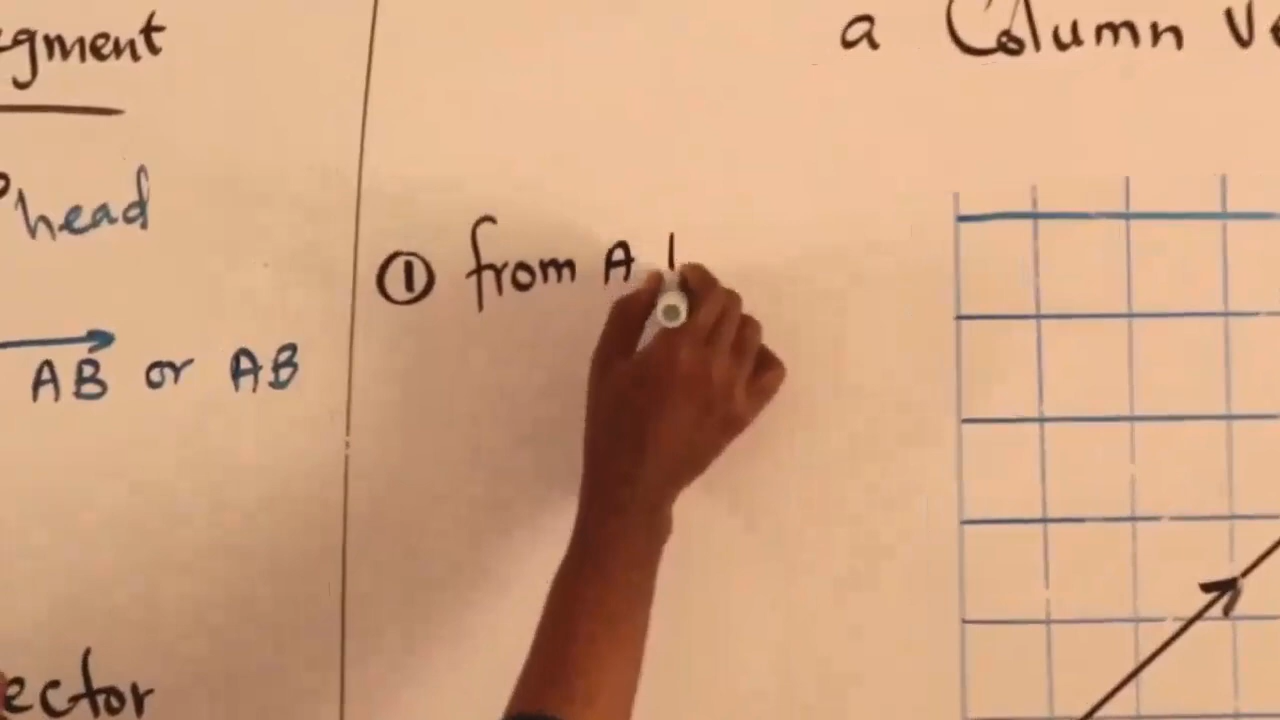 gment
head
AB or AB
ector
a Column Ve
① from A